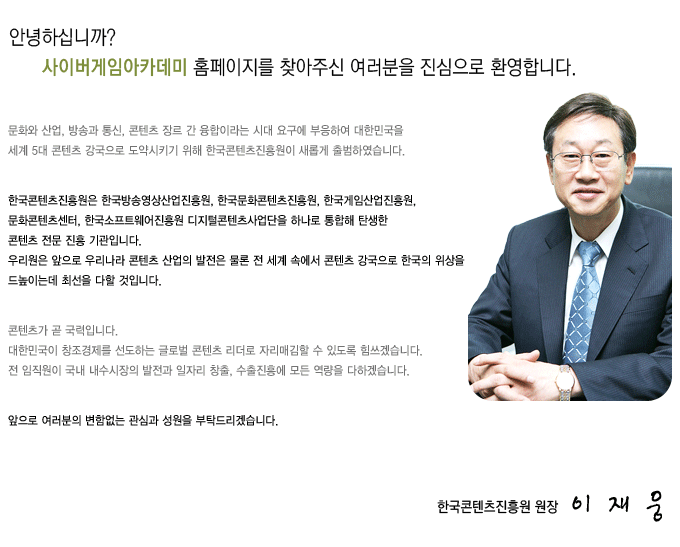 안녕하십니까?
사이버게임아카데미 홈페이지를 찾아주신 여러분을 진심으로 환영합니다.
문화와 산업, 방송과 통신, 콘텐츠 장르 간 융합이라는 시대 요구에 부응하여 대한민국을
세계 5대 콘텐츠 강국으로 도약시키기 위해 한국콘텐츠진흥원이 새롭게 출범하였습니다.
한국콘텐츠진흥원은 한국방송영상산업진흥원, 한국문화콘텐츠진흥원, 한국게임산업진흥원,
문화콘텐츠센터, 한국소프트웨어진흥원 디지털콘텐츠사업단을 하나로 통합해 탄생한
콘텐츠 전문 진흥 기관입니다.
우리원은 앞으로 우리나라 콘텐츠 산업의 발전은 물론 전 세계 속에서 콘텐츠 강국으로 한국의 위상을
드높이는데 최선을 다할 것입니다.
콘텐츠가 곧 국력입니다.
대한민국이 창조경제를 선도하는 글로벌 콘텐츠 리더로 자리매김할 수 있도록 힘쓰겠습니다.
전 임직원이 국내 내수시장의 발전과 일자리 창출, 수출진흥에 모든 역량을 다하겠습니다.
앞으로 여러분의 변함없는 관심과 성원을 부탁드리겠습니다.
한국콘텐츠진흥원 원장 이 재 웅